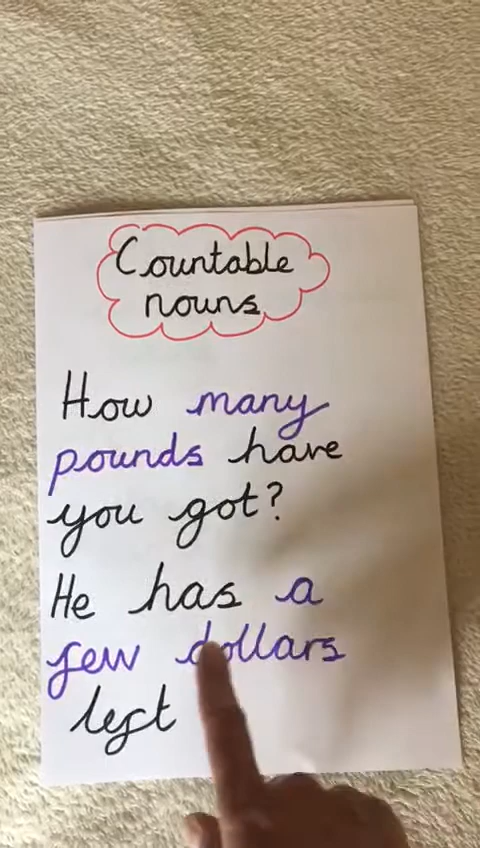 Countable
nouns
How many
pounds have
you got?
He has a
few dollars
left